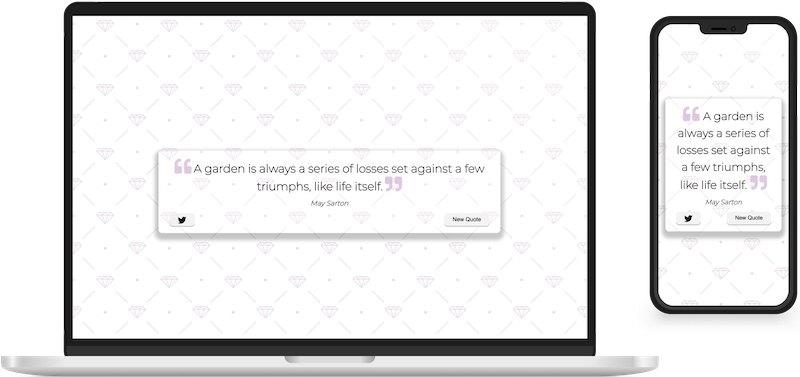 ❝ A garden is always a series of losses set against a few
triumphs, like life itself. ❞
May Sarton
New Quote
❝ A garden is
always a series of
losses set against
a few triumphs,
like life itself. ❞
May Sarton
New Quote